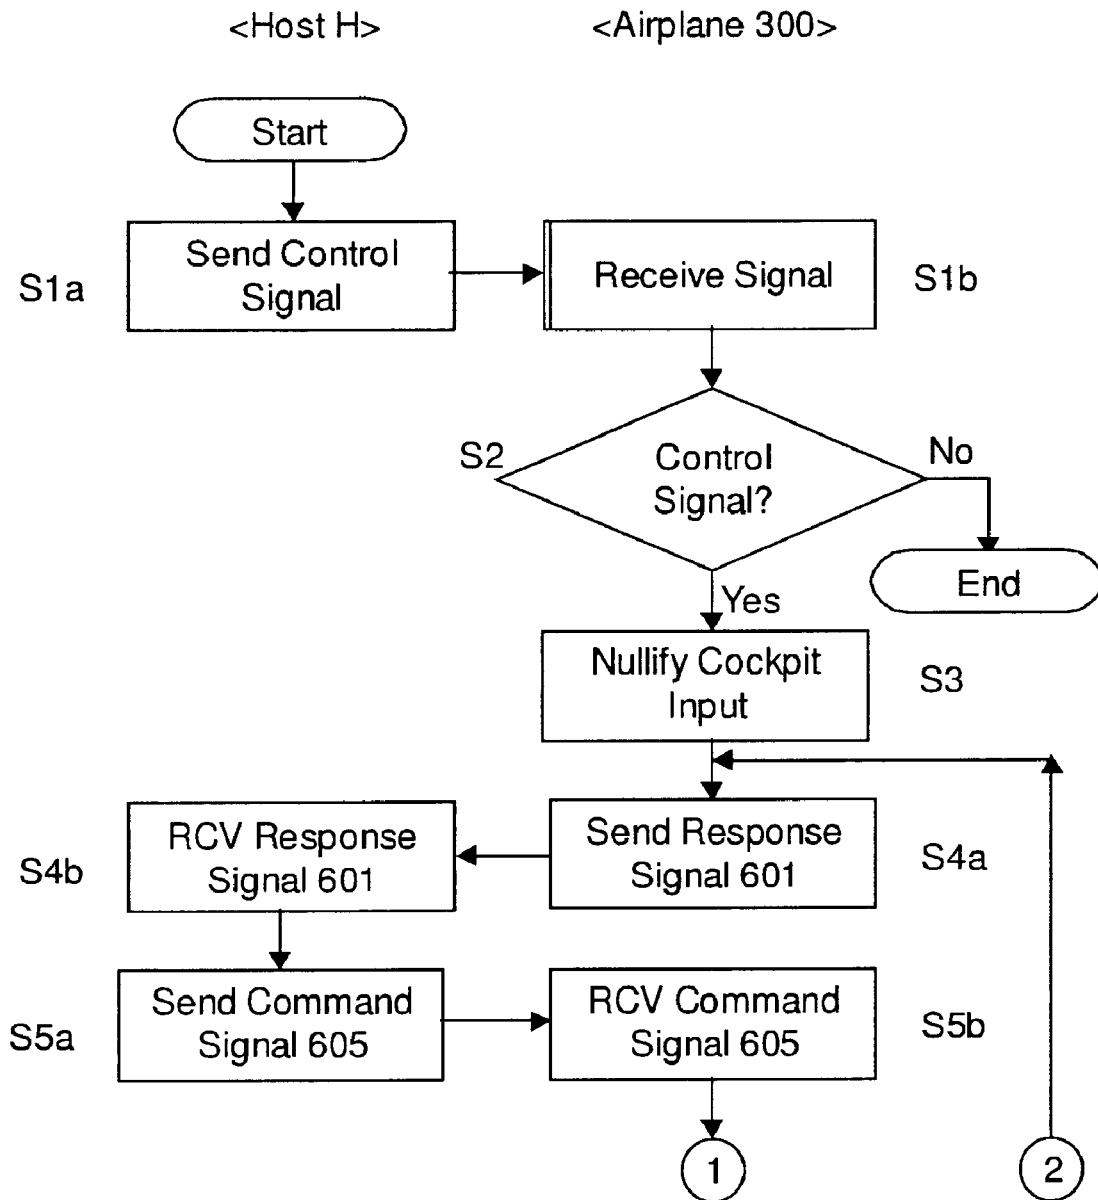 <Host H>
<Airplane 300>
Start
Send Control
Signal
S1a
Receive Signal
S1b
S2
Control
Signal?
No
End
Yes
Nullify Cockpit
Input
S3
RCV Response
Signal 601
S4b
Send Response
Signal 601
S4a
Send Command
Signal 605
S5a
RCV Command
Signal 605
S5b
1
2